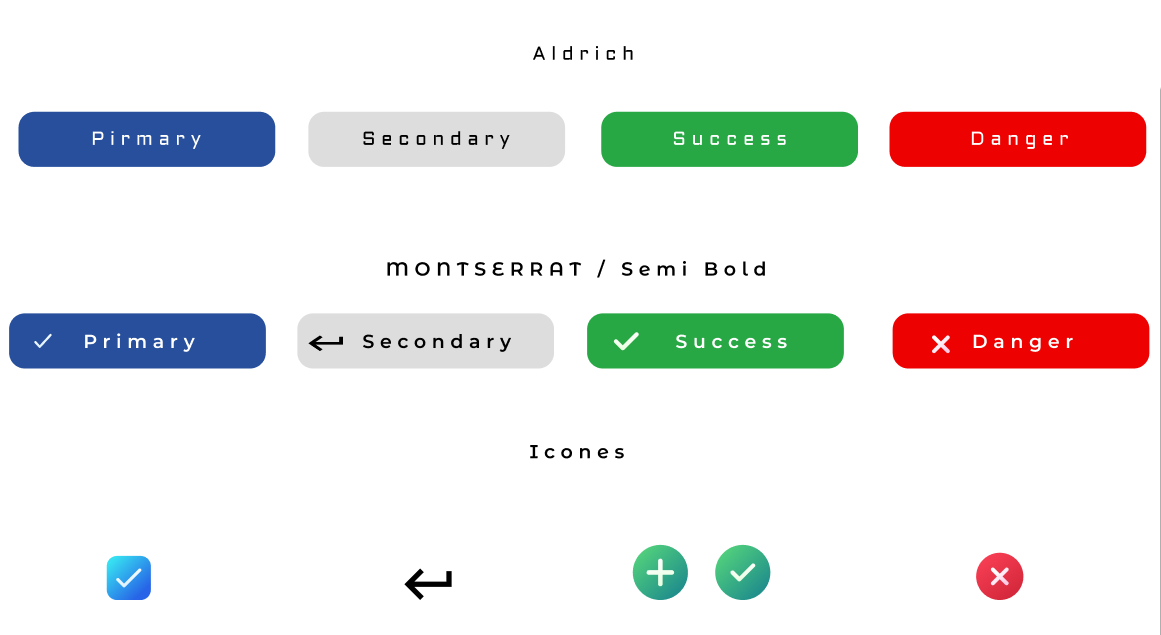 Aldrich
Pirmary Secondary Success Danger
MONTSERRAT / Semi Bold
Primary Secondary Success Danger
Icones